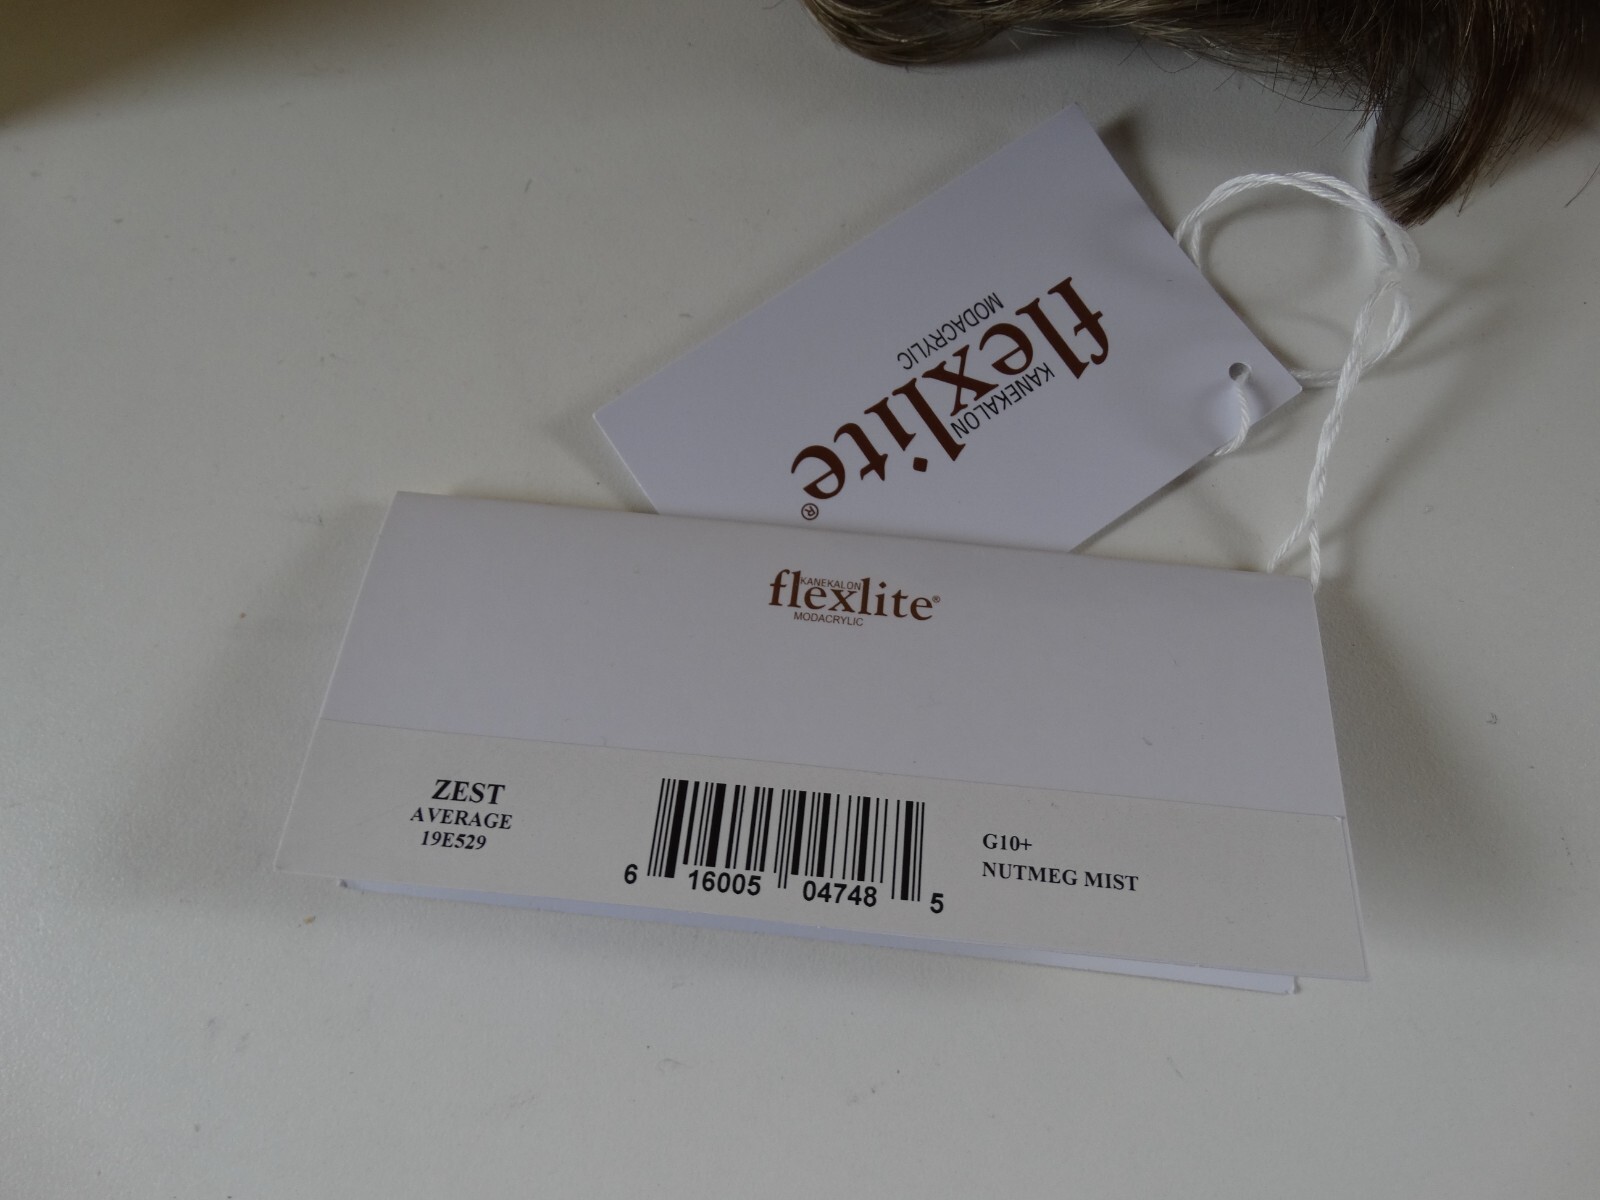 flexlite®
KANEKALON
MODACRYLIC
KANEKALON
flexlite®
MODACRYLIC
ZEST
AVERAGE
19E529
6 16005 04748 5
G10+
NUTMEG MIST